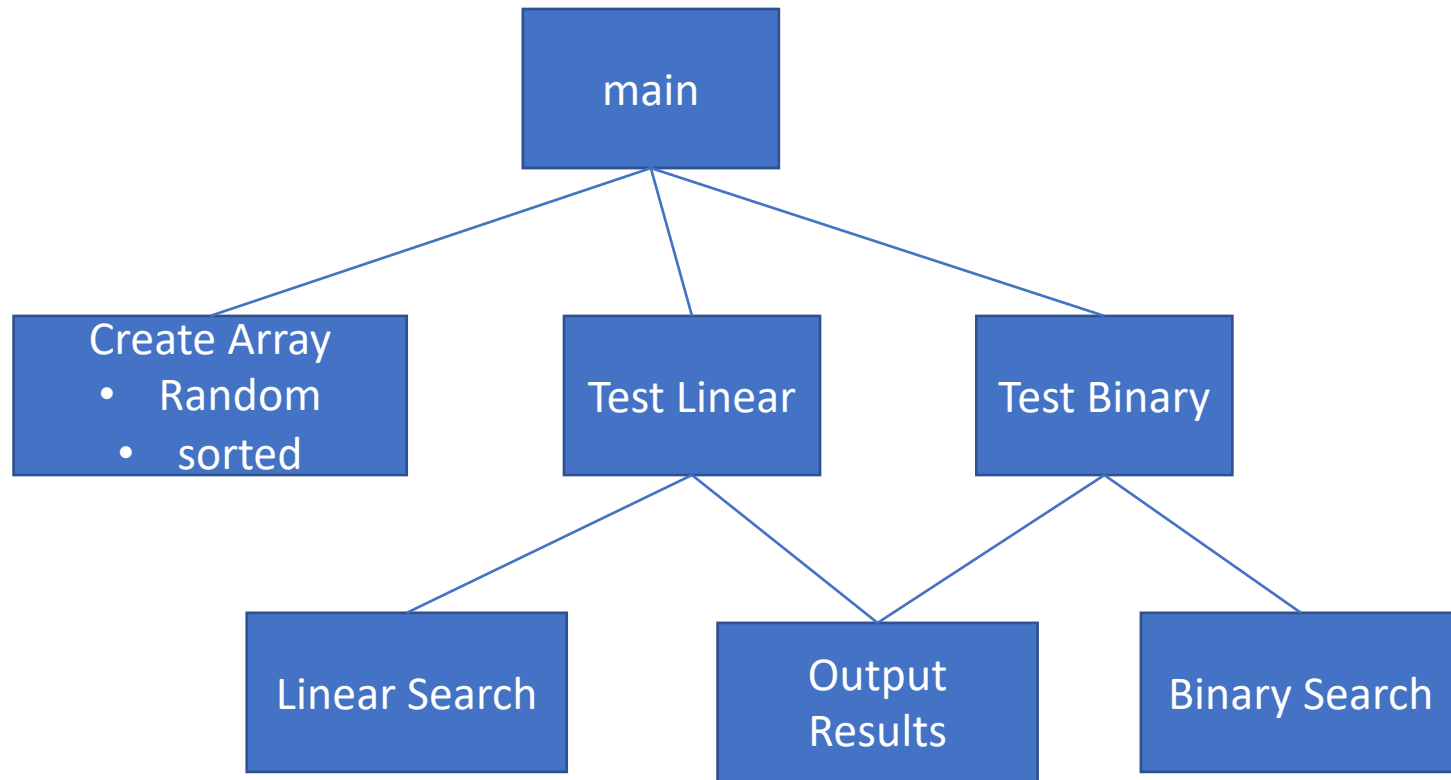 main
Create Array
• Random
• sorted
Test Linear
Test Binary
Linear Search
Output
Results
Binary Search